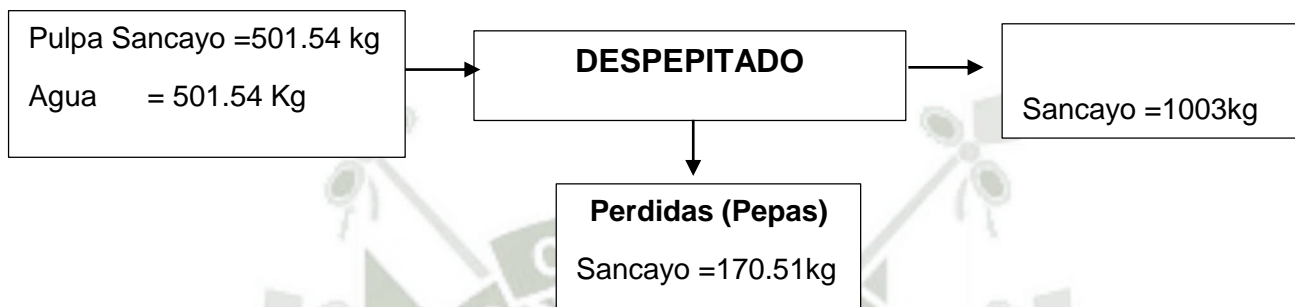 Pulpa Sancayo =501.54 kg
Agua = 501.54 Kg
DESPEPITADO
Sancayo =1003kg
Perdidas (Pepas)
Sancayo =170.51kg